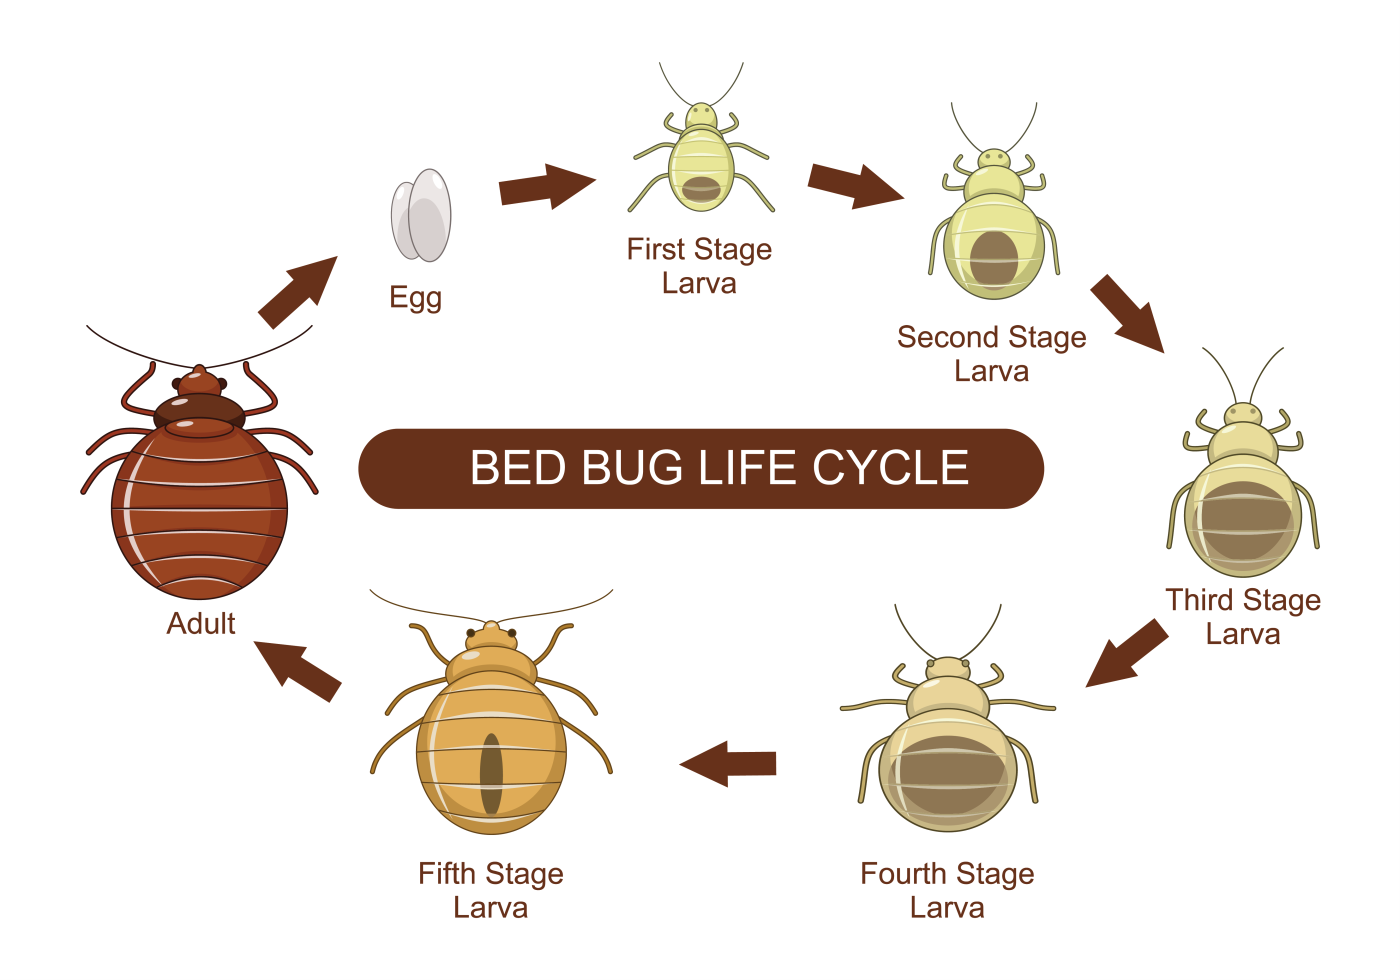 BED BUG LIFE CYCLE
Egg
First Stage
Larva
Second Stage
Larva
Third Stage
Larva
Fourth Stage
Larva
Fifth Stage
Larva
Adult